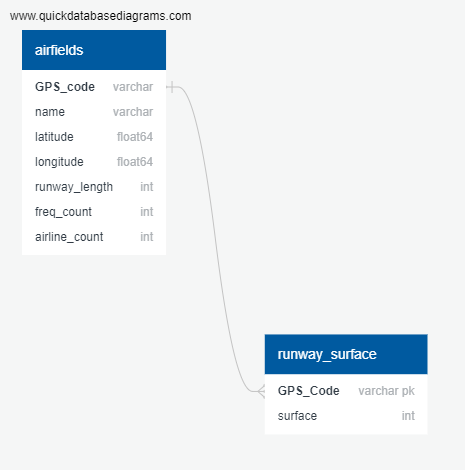 www.quickdatabasediagrams.com
airfields
GPS_code varchar
name varchar
latitude float64
longitude float64
runway_length int
freq_count int
airline_count int
runway_surface
GPS_Code varchar pk
surface int